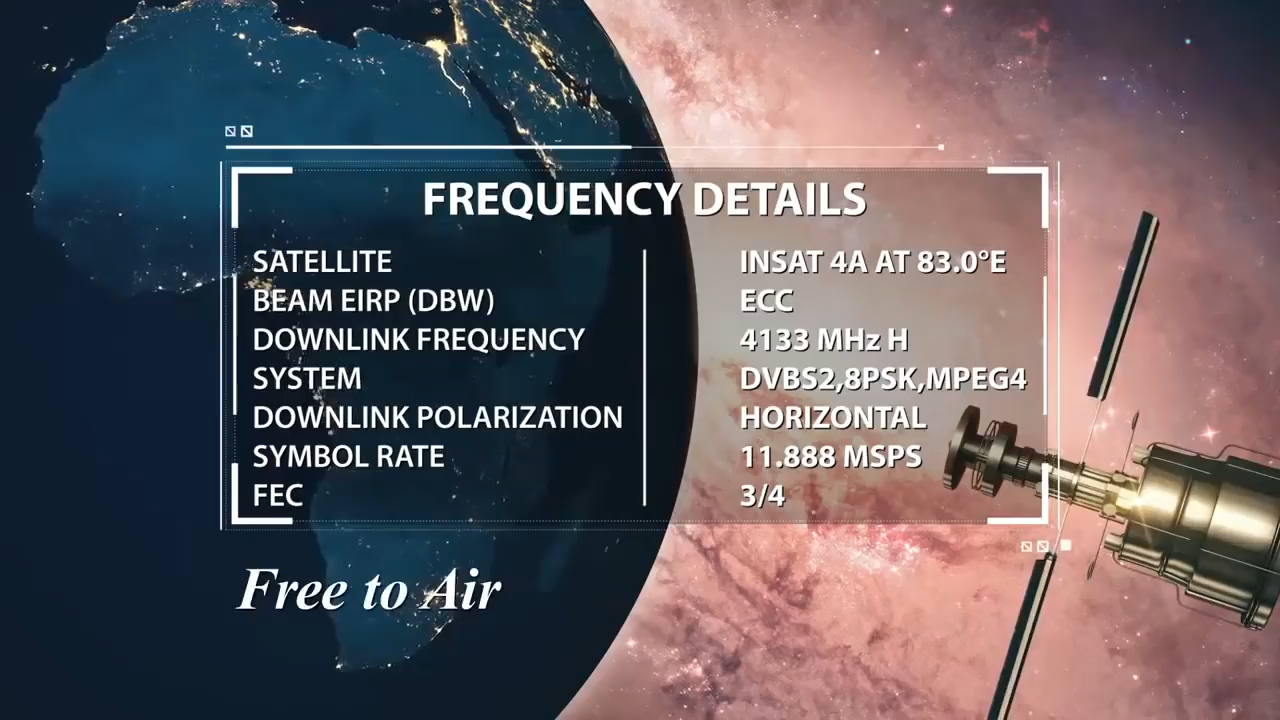 FREQUENCY DETAILS
SATELLITE INSAT 4A AT 83.0°E
BEAM EIRP (DBW) ECC
DOWNLINK FREQUENCY 4133 MHz H
SYSTEM DVBS2,8PSK,MPEG4
DOWNLINK POLARIZATION HORIZONTAL
SYMBOL RATE 11.888 MSPS
FEC 3/4
Free to Air